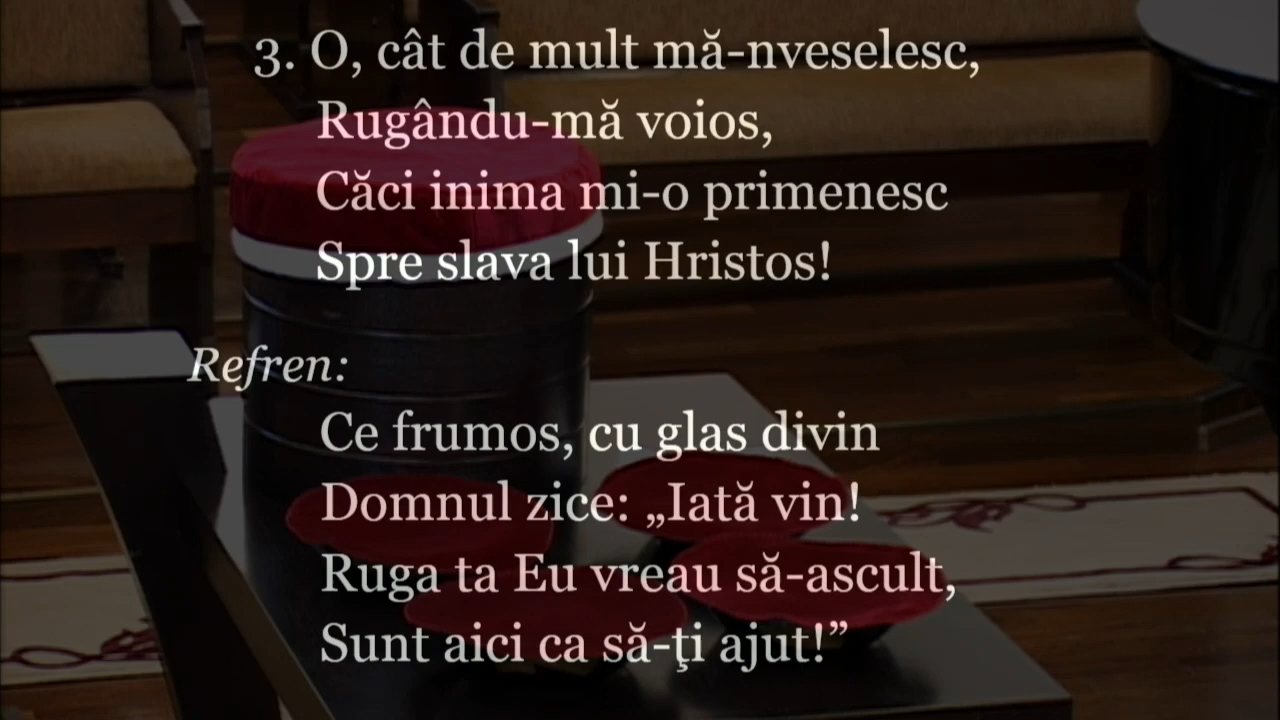 3. O, cât de mult mă-nveselesc,
Rugându-mă voios,
Căci inima mi-o primenesc
Spre slava lui Hristos!
Refren:
Ce frumos, cu glas divin
Domnul zice: „Iată vin!
Ruga ta Eu vreau să-ascult,
Sunt aici ca să-ţi ajut!”